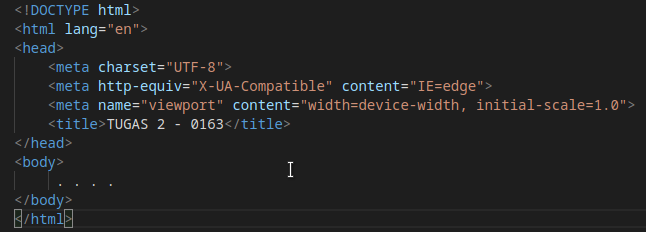 <!DOCTYPE html>
<html lang="en">
<head>
    <meta charset="UTF-8">
    <meta http-equiv="X-UA-Compatible" content="IE=edge">
    <meta name="viewport" content="width=device-width, initial-scale=1.0">
    <title>TUGAS 2 - 0163</title>
</head>
<body>
     . . . .
</body>
</html>